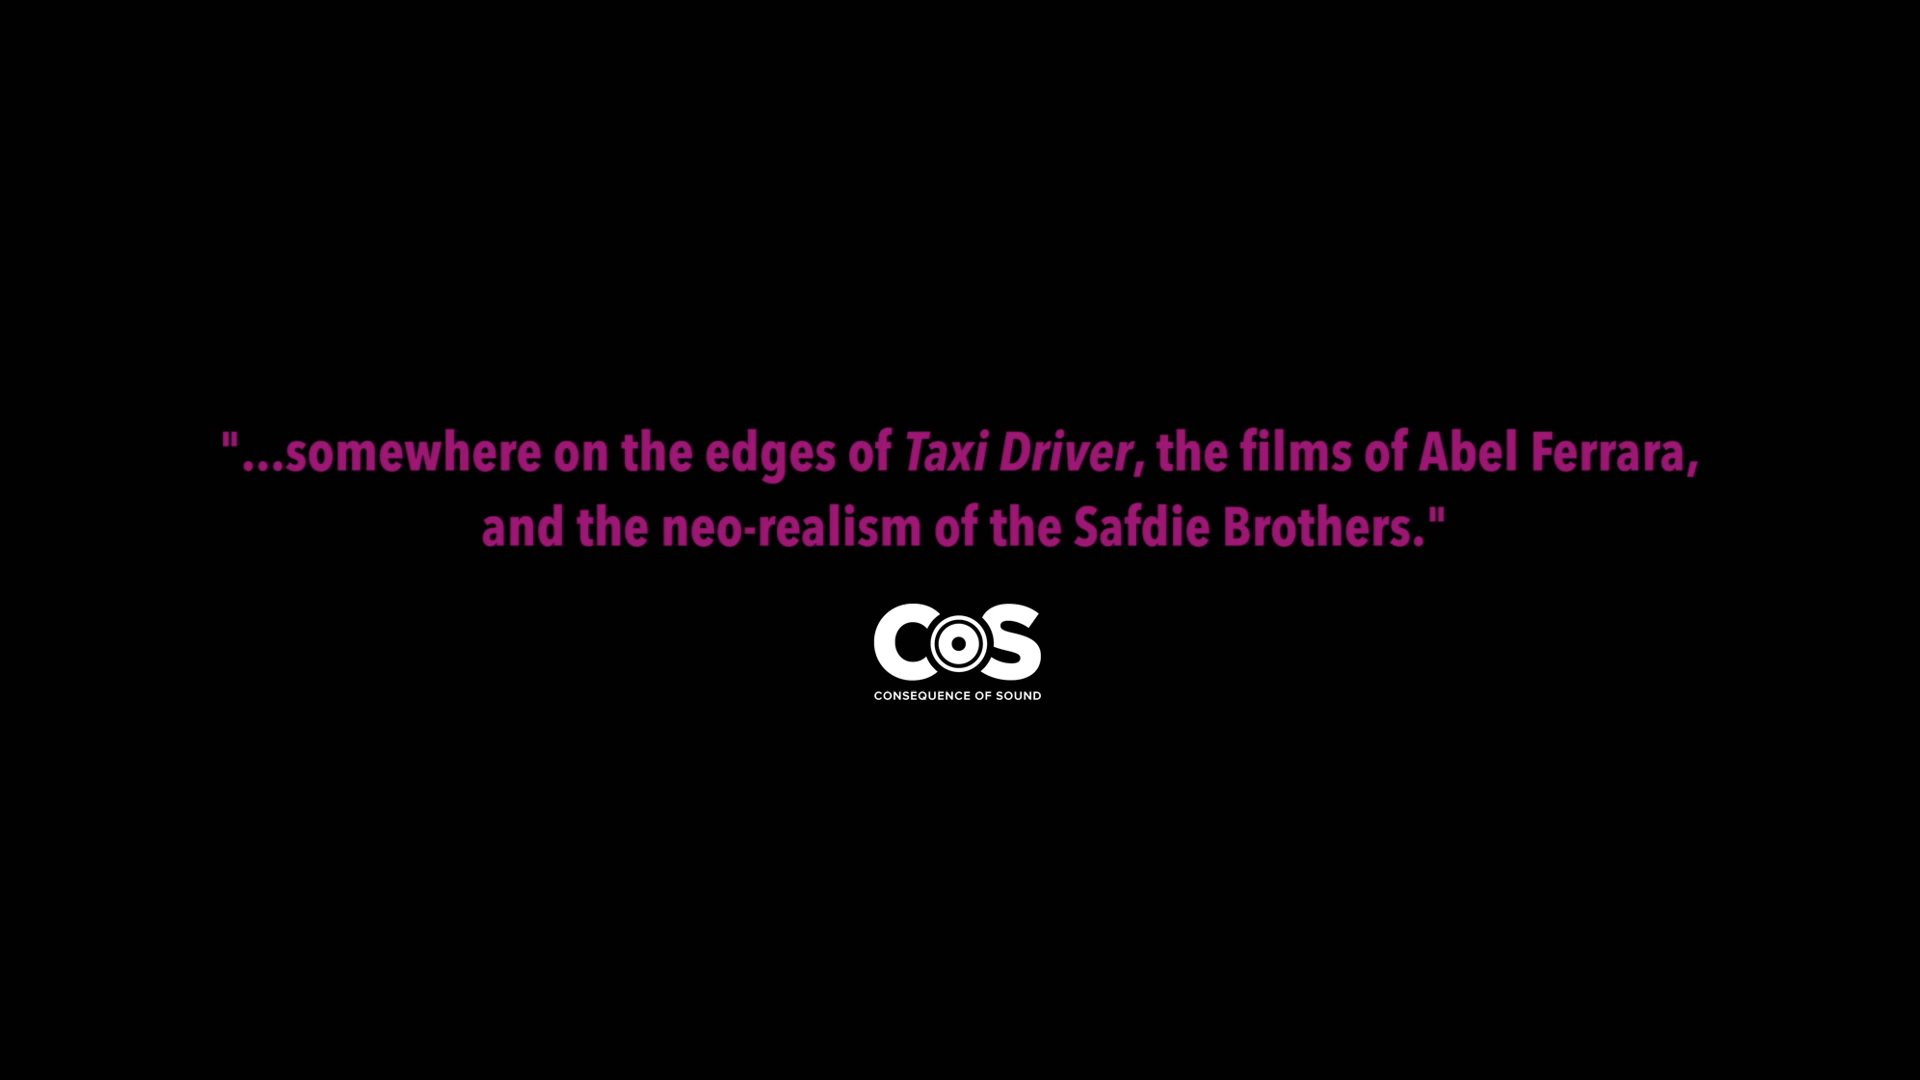 "...somewhere on the edges of Taxi Driver, the films of Abel Ferrara,
and the neo-realism of the Safdie Brothers."
COS
CONSEQUENCE OF SOUND